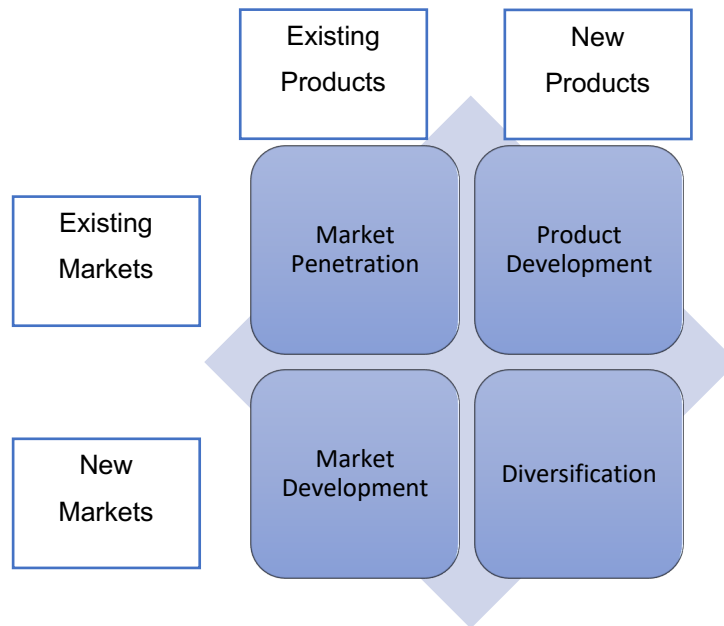 Existing
Products
New
Products
Existing
Markets
Market
Penetration
Product
Development
New
Markets
Market
Development
Diversification